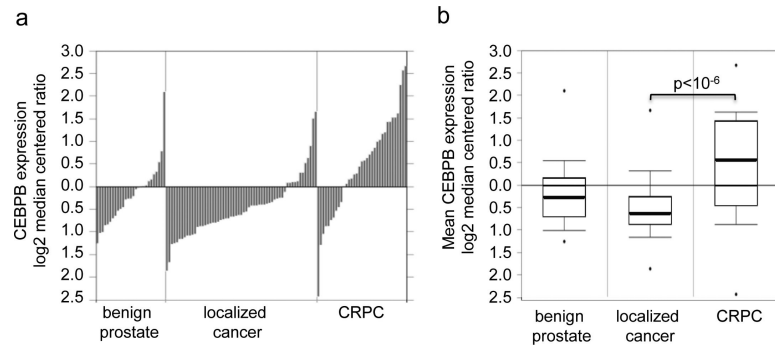 a
CEBPB expression
log2 median centered ratio
3.0
2.5
2.0
1.5
1.0
0.5
0.0
0.5
1.0
1.5
2.0
2.5
benign
prostate
localized
cancer
CRPC
b
Mean CEBPB expression
log2 median centered ratio
3.0
2.5
2.0
1.5
1.0
0.5
0.0
0.5
1.0
1.5
2.0
2.5
p<10-6
benign
prostate
localized
cancer
CRPC